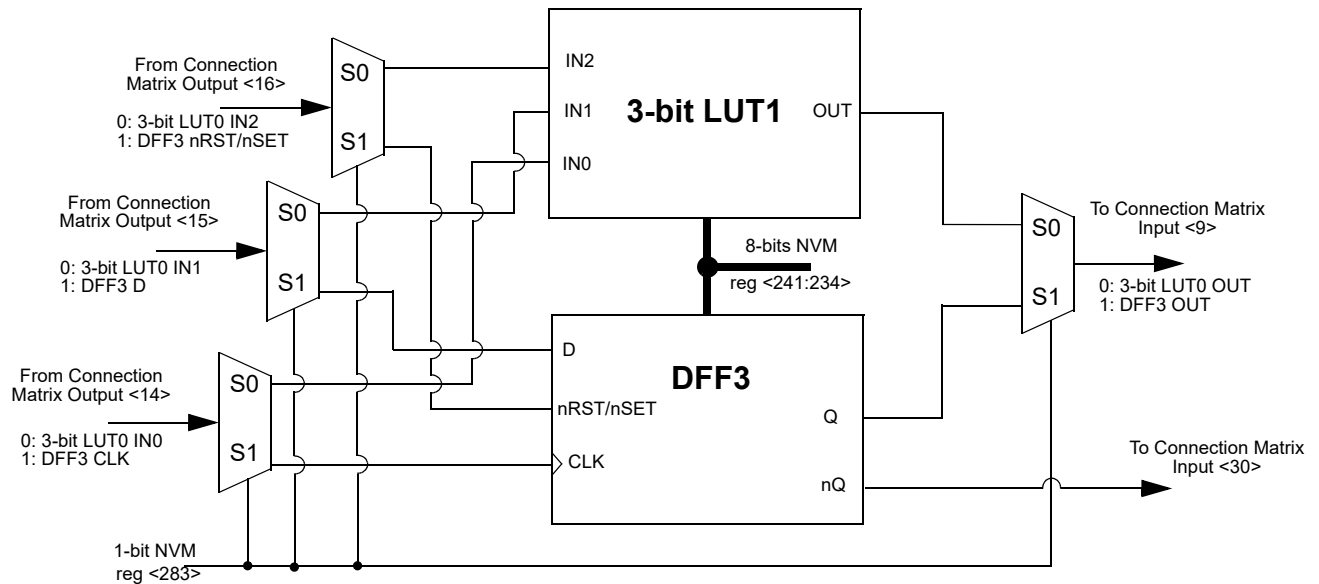 From Connection
Matrix Output <16>
0: 3-bit LUT0 IN2
1: DFF3 nRST/nSET
S0
S1
From Connection
Matrix Output <15>
0: 3-bit LUT0 IN1
1: DFF3 D
S0
S1
From Connection
Matrix Output <14>
0: 3-bit LUT0 IN0
1: DFF3 CLK
S0
S1
1-bit NVM
reg <283>
IN2
IN1
IN0
3-bit LUT1
OUT
8-bits NVM
reg <241:234>
D
nRST/nSET
CLK
DFF3
Q
nQ
S0
S1
To Connection Matrix
Input <9>
0: 3-bit LUT0 OUT
1: DFF3 OUT
To Connection Matrix
Input <30>